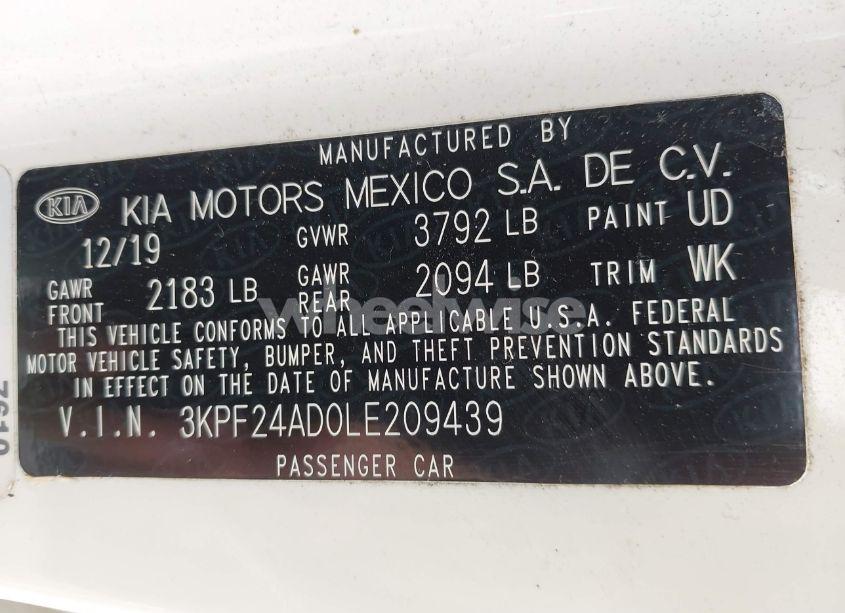 MANUFACTURED BY
KIA KIA MOTORS MEXICO S.A. DE C.V.
12/19 GVWR 3792 LB PAINT UD
GAWR FRONT 2183 LB GAWR REAR 2094 LB TRIM WK
THIS VEHICLE CONFORMS TO ALL APPLICABLE U.S.A. FEDERAL
MOTOR VEHICLE SAFETY, BUMPER, AND THEFT PREVENTION STANDARDS
IN EFFECT ON THE DATE OF MANUFACTURE SHOWN ABOVE.
V.I.N. 3KPF24AD0LE209439
PASSENGER CAR
wheelwise